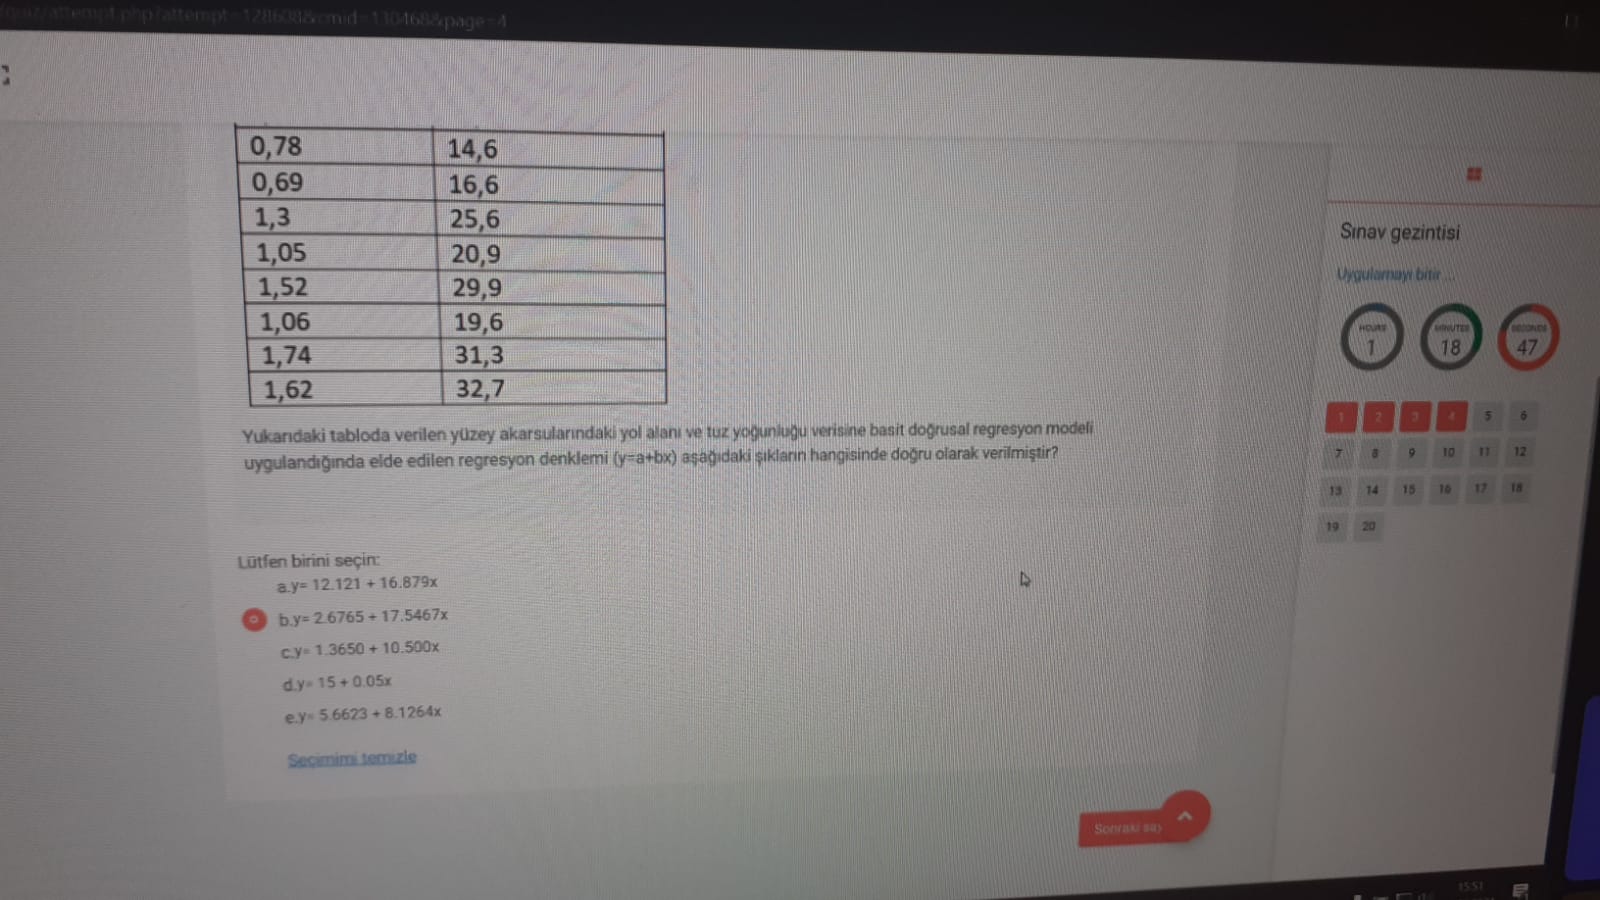 /quiz/attempt.php?attempt=128608&cmid=130468&page=4
0,78 14,6
0,69 16,6
1,3 25,6
1,05 20,9
1,52 29,9
1,06 19,6
1,74 31,3
1,62 32,7
Yukarıdaki tabloda verilen yüzey akarsularındaki yol alanı ve tuz yoğunluğu verisine basit doğrusal regresyon modeli
uygulandığında elde edilen regresyon denklemi (y=a+bx) aşağıdaki şıkların hangisinde doğru olarak verilmiştir?
Lütfen birini seçin:
a.y= 12.121 + 16.879x
b.y= 2.6765 + 17.5467x
c.y= 1.3650 + 10.500x
d.y= 15 + 0.05x
e.y= 5.6623 + 8.1264x
Seçimimi temizle
Sonraki say
Sınav gezintisi
Uygulamayı bitir ...
HOURS MINUTES SECONDS
1 18 47
1 2 3 4 5 6
7 8 9 10 11 12
13 14 15 16 17 18
19 20
15:51